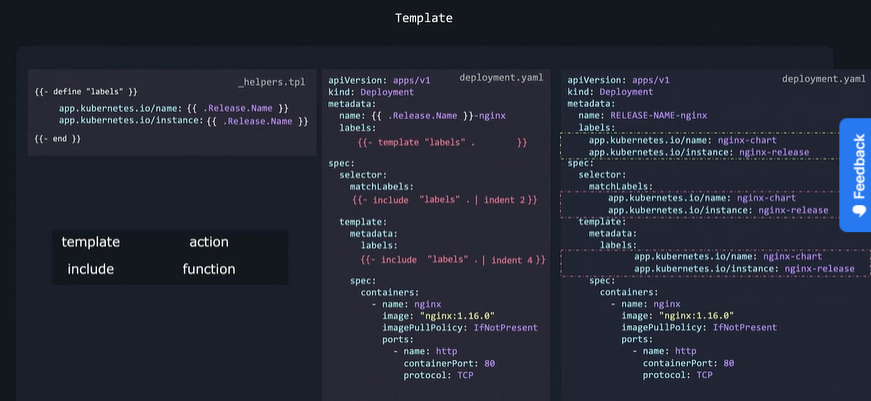 Template
_helpers.tpl
{{- define "labels" }}
app.kubernetes.io/name: {{ .Release.Name }}
app.kubernetes.io/instance: {{ .Release.Name }}
{{- end }}
template action
include function
deployment.yaml
apiVersion: apps/v1
kind: Deployment
metadata:
name: {{ .Release.Name }}-nginx
labels:
{{- template "labels" . }}
spec:
selector:
matchLabels:
{{- include "labels" . | indent 2 }}
template:
metadata:
labels:
{{- include "labels" . | indent 4 }}
spec:
containers:
- name: nginx
image: "nginx:1.16.0"
imagePullPolicy: IfNotPresent
ports:
- name: http
containerPort: 80
protocol: TCP
deployment.yaml
apiVersion: apps/v1
kind: Deployment
metadata:
name: RELEASE-NAME-nginx
labels:
app.kubernetes.io/name: nginx-chart
app.kubernetes.io/instance: nginx-release
spec:
selector:
matchLabels:
app.kubernetes.io/name: nginx-chart
app.kubernetes.io/instance: nginx-release
template:
metadata:
labels:
app.kubernetes.io/name: nginx-chart
app.kubernetes.io/instance: nginx-release
spec:
containers:
- name: nginx
image: "nginx:1.16.0"
imagePullPolicy: IfNotPresent
ports:
- name: http
containerPort: 80
protocol: TCP
Feedback